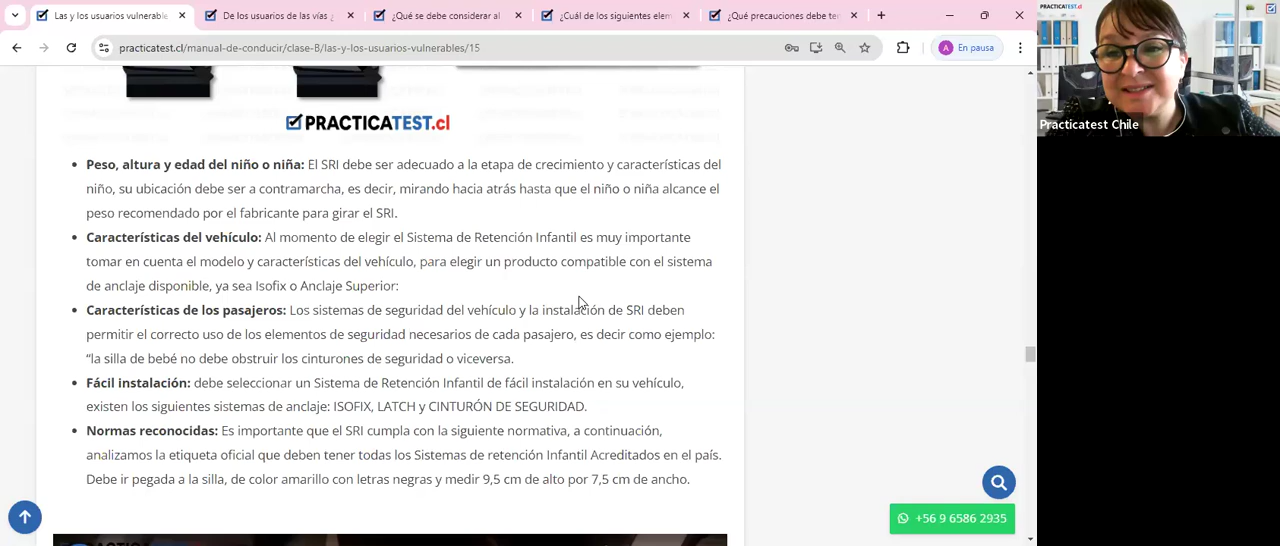 Las y los usuarios vulnerable
De los usuarios de las vías ¿
¿Qué se debe considerar al
¿Cuál de los siguientes elem
¿Qué precauciones debe te
practicatest.cl/manual-de-conducir/clase-B/las-y-los-usuarios-vulnerables/15
A En pausa
PRACTICATEST.cl
Practicatest Chile
PRACTICATEST.cl
Peso, altura y edad del niño o niña: El SRI debe ser adecuado a la etapa de crecimiento y características del
niño, su ubicación debe ser a contramarcha, es decir, mirando hacia atrás hasta que el niño o niña alcance el
peso recomendado por el fabricante para girar el SRI.
Características del vehículo: Al momento de elegir el Sistema de Retención Infantil es muy importante
tomar en cuenta el modelo y características del vehículo, para elegir un producto compatible con el sistema
de anclaje disponible, ya sea Isofix o Anclaje Superior:
Características de los pasajeros: Los sistemas de seguridad del vehículo y la instalación de SRI deben
permitir el correcto uso de los elementos de seguridad necesarios de cada pasajero, es decir como ejemplo:
“la silla de bebé no debe obstruir los cinturones de seguridad o viceversa.
Fácil instalación: debe seleccionar un Sistema de Retención Infantil de fácil instalación en su vehículo,
existen los siguientes sistemas de anclaje: ISOFIX, LATCH y CINTURÓN DE SEGURIDAD.
Normas reconocidas: Es importante que el SRI cumpla con la siguiente normativa, a continuación,
analizamos la etiqueta oficial que deben tener todas los Sistemas de retención Infantil Acreditados en el país.
Debe ir pegada a la silla, de color amarillo con letras negras y medir 9,5 cm de alto por 7,5 cm de ancho.
+56 9 6586 2935